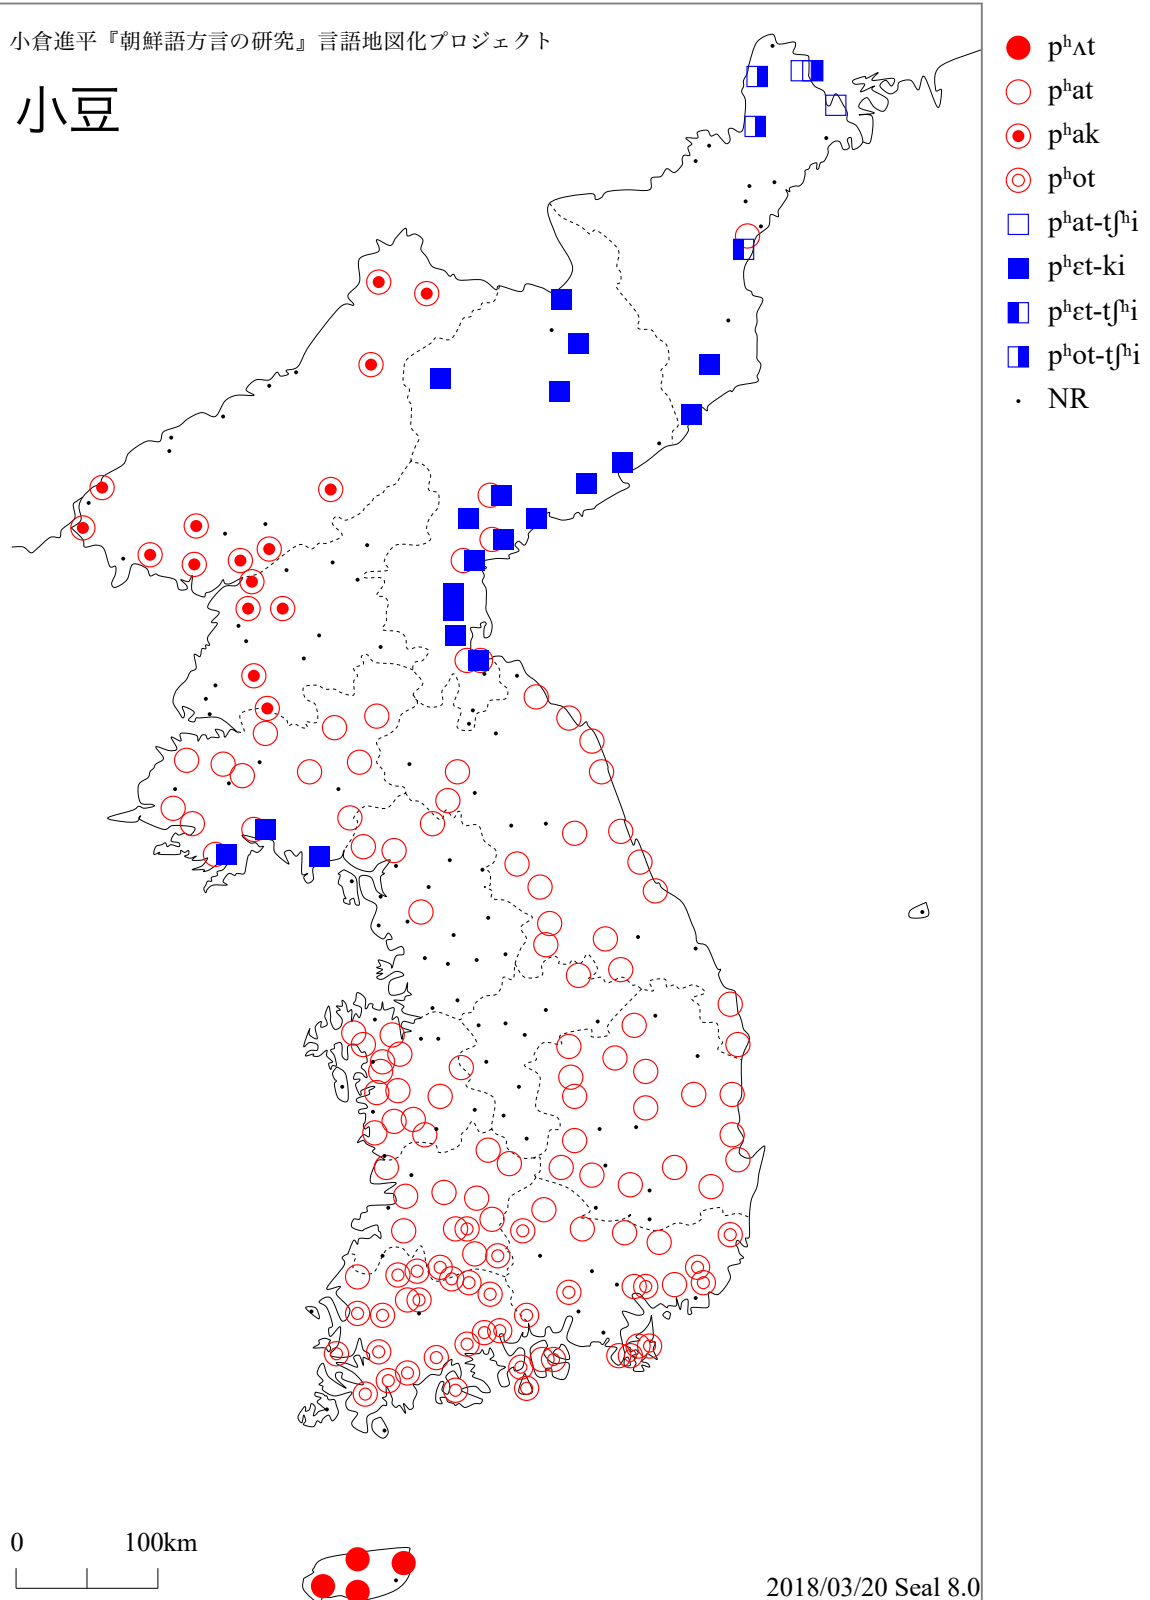 小倉進平『朝鮮語方言の研究』言語地図化プロジェクト
小豆
pʰʌt
pʰat
pʰak
pʰot
pʰat-tʃʰi
pʰɛt-ki
pʰɛt-tʃʰi
pʰot-tʃʰi
NR
0 100km
2018/03/20 Seal 8.0